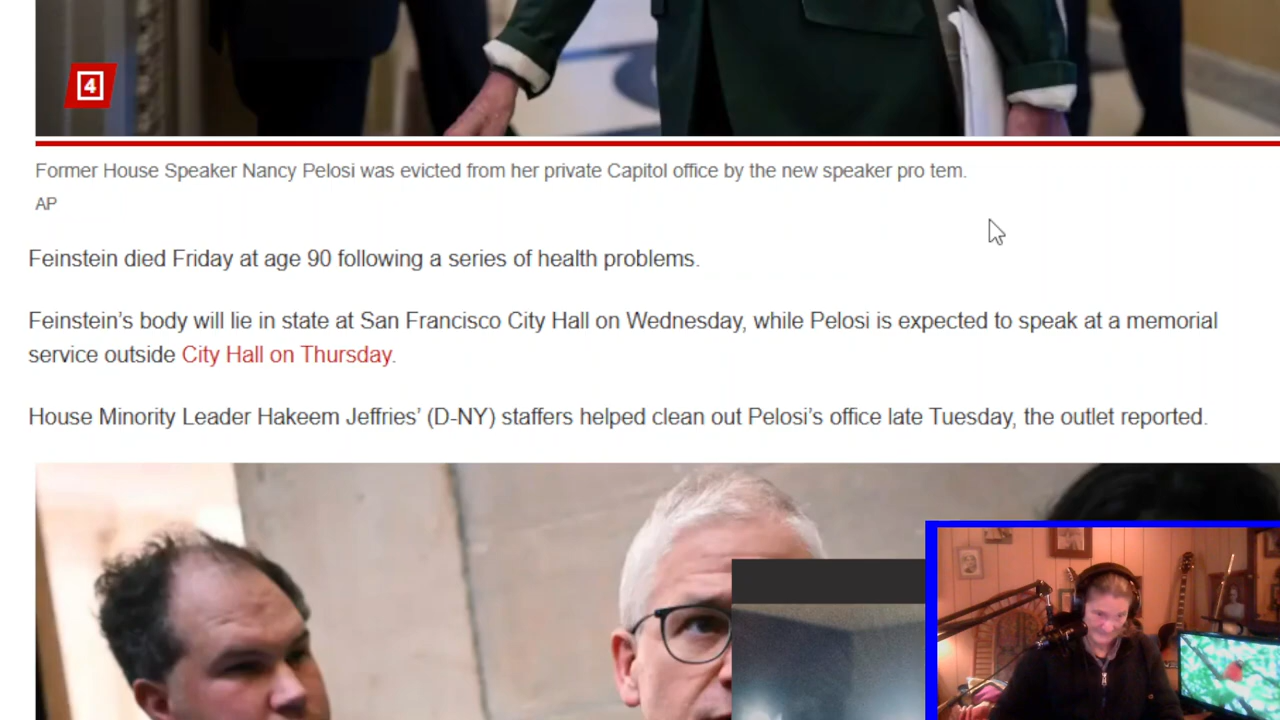 4
Former House Speaker Nancy Pelosi was evicted from her private Capitol office by the new speaker pro tem.
AP
Feinstein died Friday at age 90 following a series of health problems.
Feinstein’s body will lie in state at San Francisco City Hall on Wednesday, while Pelosi is expected to speak at a memorial
service outside City Hall on Thursday.
House Minority Leader Hakeem Jeffries’ (D-NY) staffers helped clean out Pelosi’s office late Tuesday, the outlet reported.